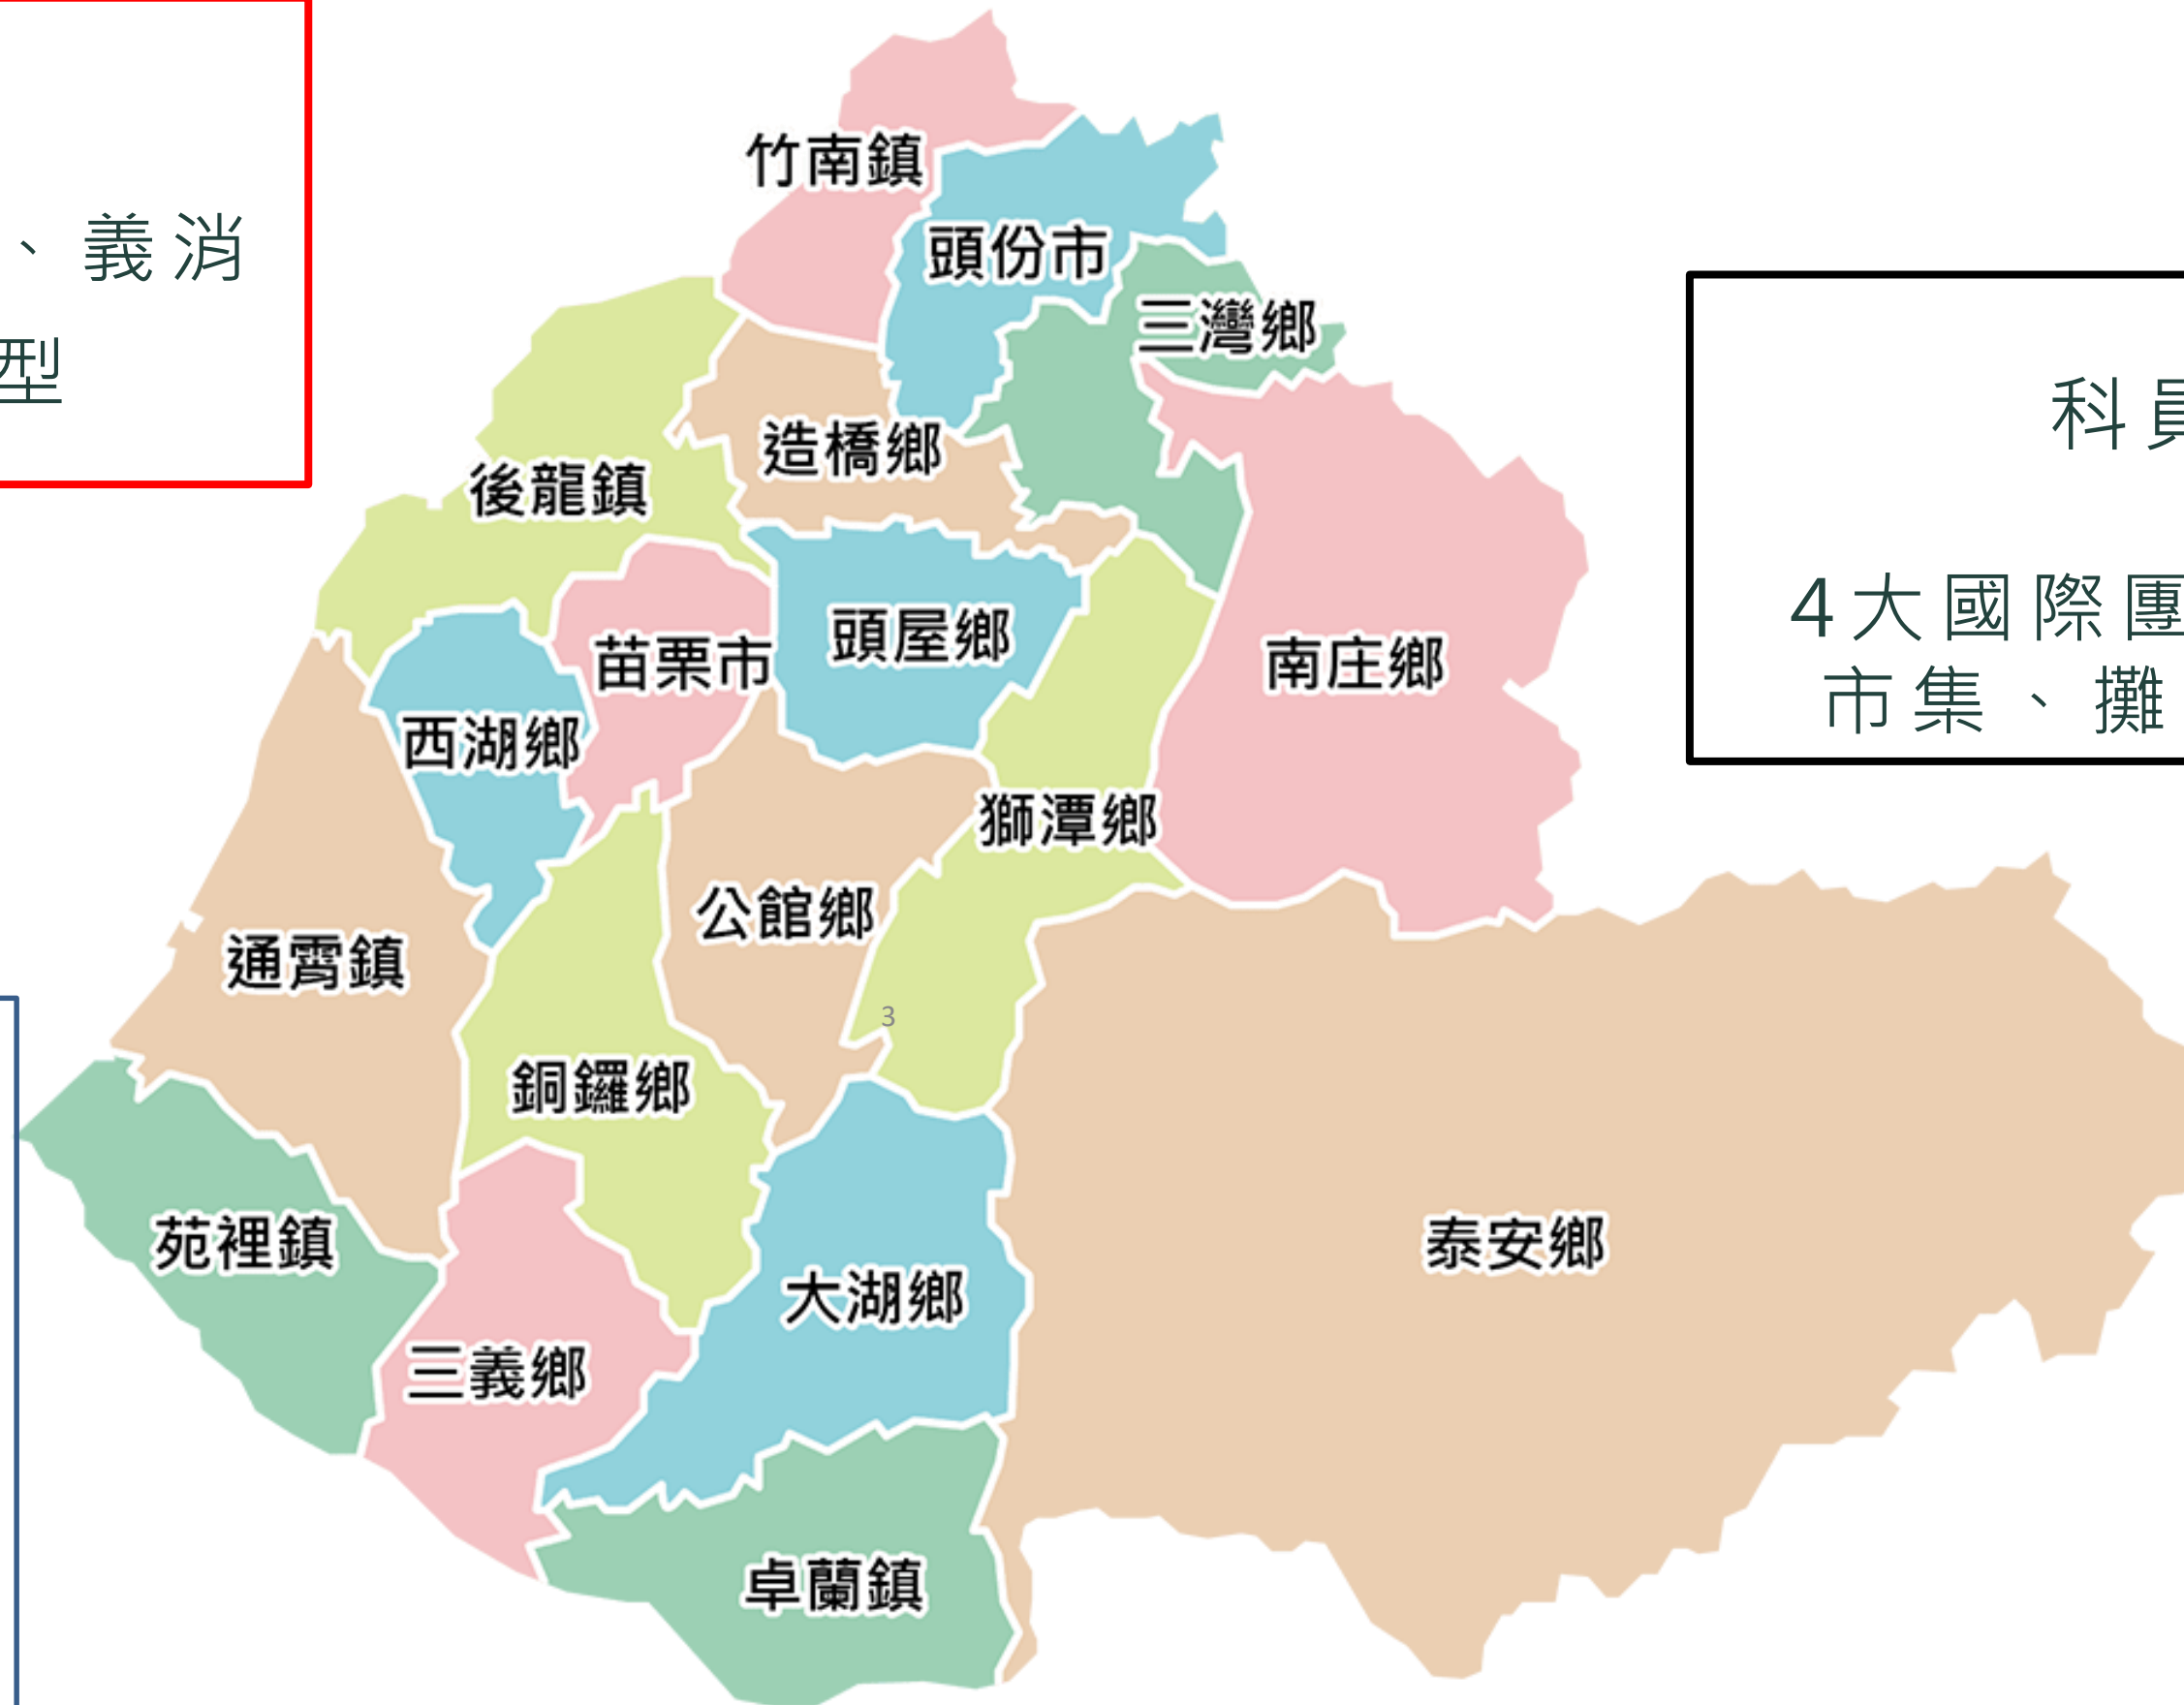 、義消
型
科員
4大國際團
市集、攤
竹南鎮
頭份市
三灣鄉
造橋鄉
後龍鎮
頭屋鄉
苗栗市
南庄鄉
西湖鄉
獅潭鄉
公館鄉
通霄鎮
3
銅鑼鄉
苑裡鎮
泰安鄉
大湖鄉
三義鄉
卓蘭鎮